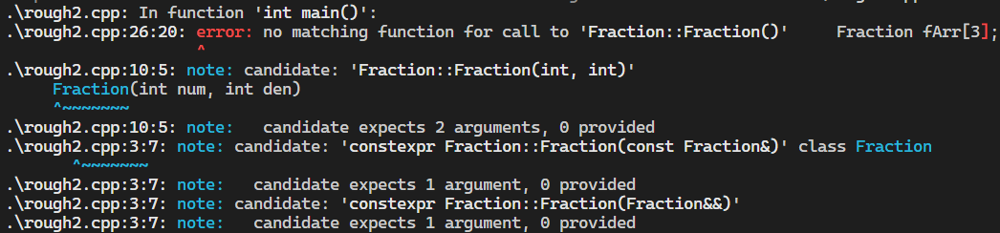 .\rough2.cpp: In function 'int main()':
.\rough2.cpp:26:20: error: no matching function for call to 'Fraction::Fraction()'     Fraction fArr[3];
                    ^
.\rough2.cpp:10:5: note: candidate: 'Fraction::Fraction(int, int)'
     Fraction(int num, int den)
     ^~~~~~~~
.\rough2.cpp:10:5: note:   candidate expects 2 arguments, 0 provided
.\rough2.cpp:3:7: note: candidate: 'constexpr Fraction::Fraction(const Fraction&)' class Fraction
       ^~~~~~~~
.\rough2.cpp:3:7: note:   candidate expects 1 argument, 0 provided
.\rough2.cpp:3:7: note: candidate: 'constexpr Fraction::Fraction(Fraction&&)'
.\rough2.cpp:3:7: note:   candidate expects 1 argument, 0 provided